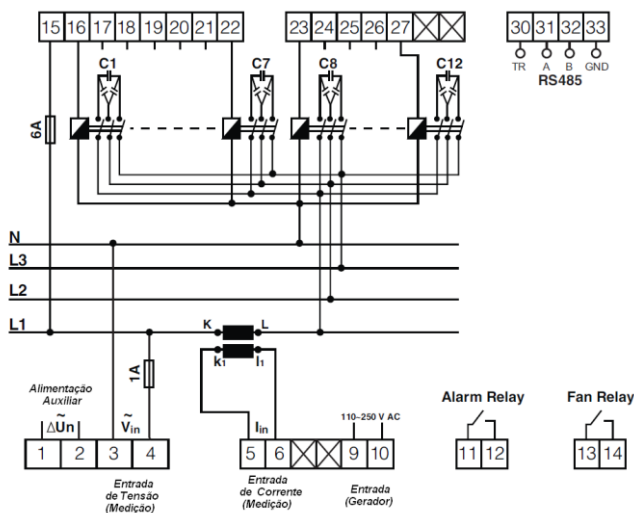 15 16 17 18 19 20 21 22 23 24 25 26 27 30 31 32 33
TR A B GND
RS485
C1 C7 C8 C12
6A
N
L3
L2
L1
K L
k1 l1
1A
Alimentação
Auxiliar
~ ~
ΔUn Vin Iin 110~250 V AC
Alarm Relay Fan Relay
1 2 3 4 5 6 9 10 11 12 13 14
Entrada
de Tensão
(Medição)
Entrada
de Corrente
(Medição)
Entrada
(Gerador)